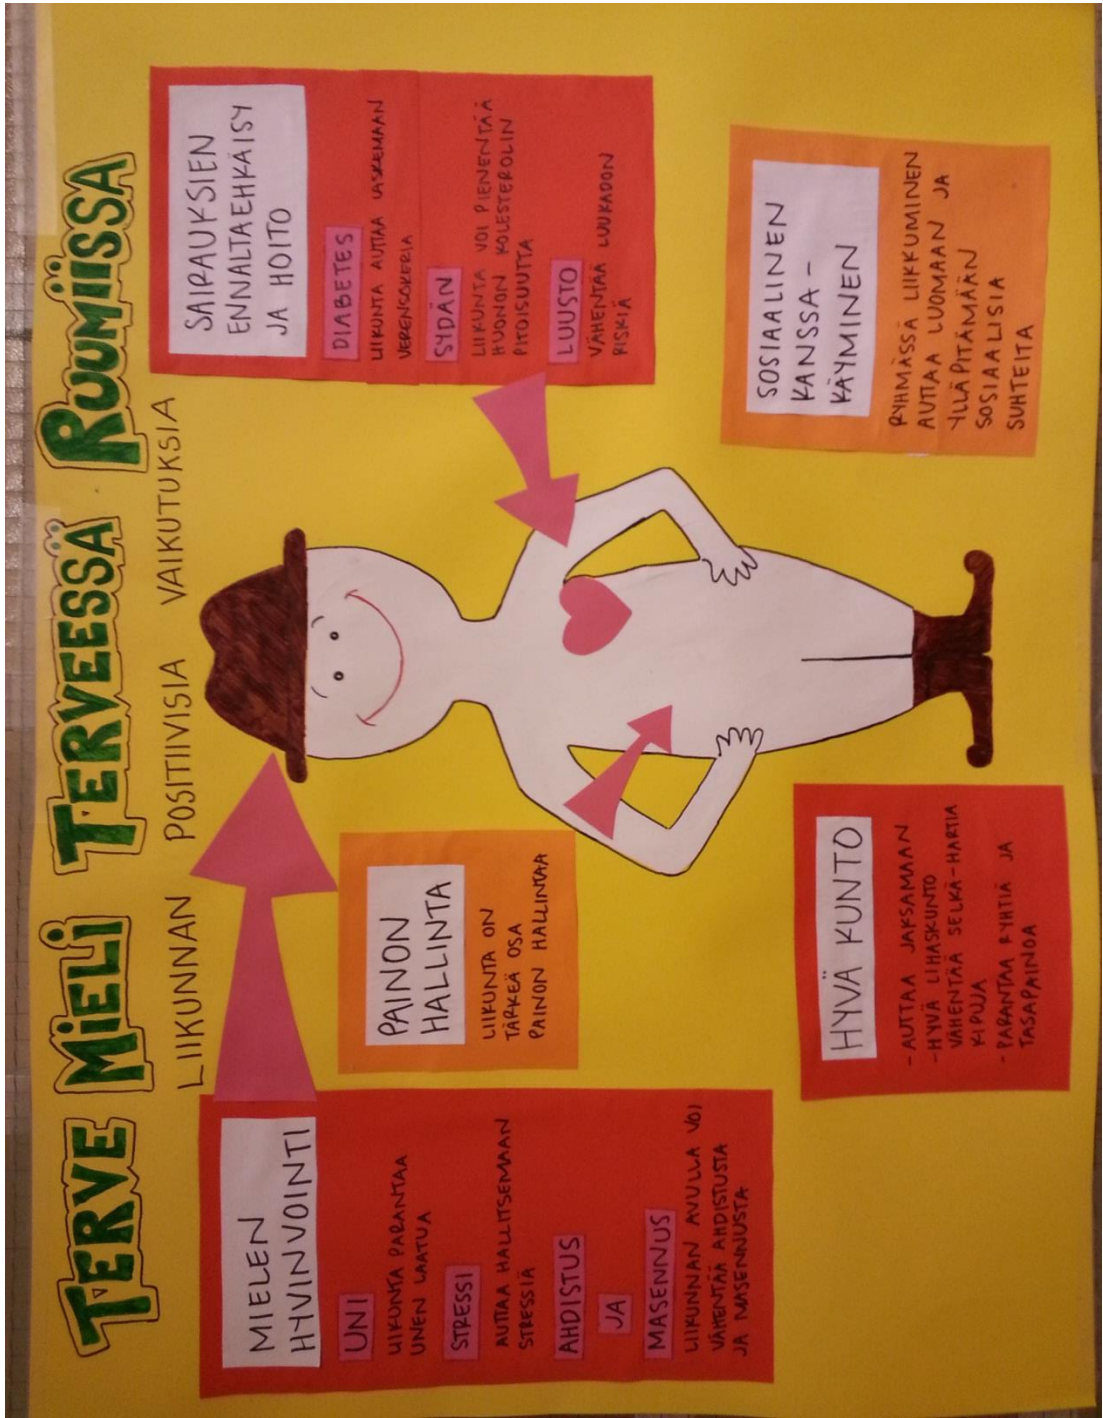 TERVE MIELI TERVEESSÄ RUUMIISSA
LIIKUNNAN POSITIIVISIA VAIKUTUKSIA
MIELEN
HYVINVOINTI
UNI
LIIKUNTA PARANTAA
UNEN LAATUA
STRESSI
AUTTAA HALLITSEMAAN
STRESSIÄ
AHDISTUS
JA
MASENNUS
LIIKUNNAN AVULLA VOI
VÄHENTÄÄ AHDISTUSTA
JA MASENNUSTA
PAINON
HALLINTA
LIIKUNTA ON
TÄRKEÄ OSA
PAINON HALLINTAA
HYVÄ KUNTO
- AUTTAA JAKSAMAAN
- HYVÄ LIHASKUNTO
VÄHENTÄÄ SELKÄ-HARTIA
KIPUJA
- PARANTAA RYHTIÄ JA
TASAPAINOA
SAIRAUKSIEN
ENNALTAEHKÄISY
JA HOITO
DIABETES
LIIKUNTA AUTTAA LASKEMAAN
VERENSOKERIA
SYDÄN
LIIKUNTA VOI PIENENTÄÄ
HUONON KOLESTEROLIN
PITOISUUTTA
LUUSTO
VÄHENTÄÄ LUUKADON
RISKIÄ
SOSIAALINEN
KANSSA-
KÄYMINEN
RYHMÄSSÄ LIIKKUMINEN
AUTTAA LUOMAAN JA
YLLÄPITÄMÄÄN
SOSIAALISIA
SUHTEITA